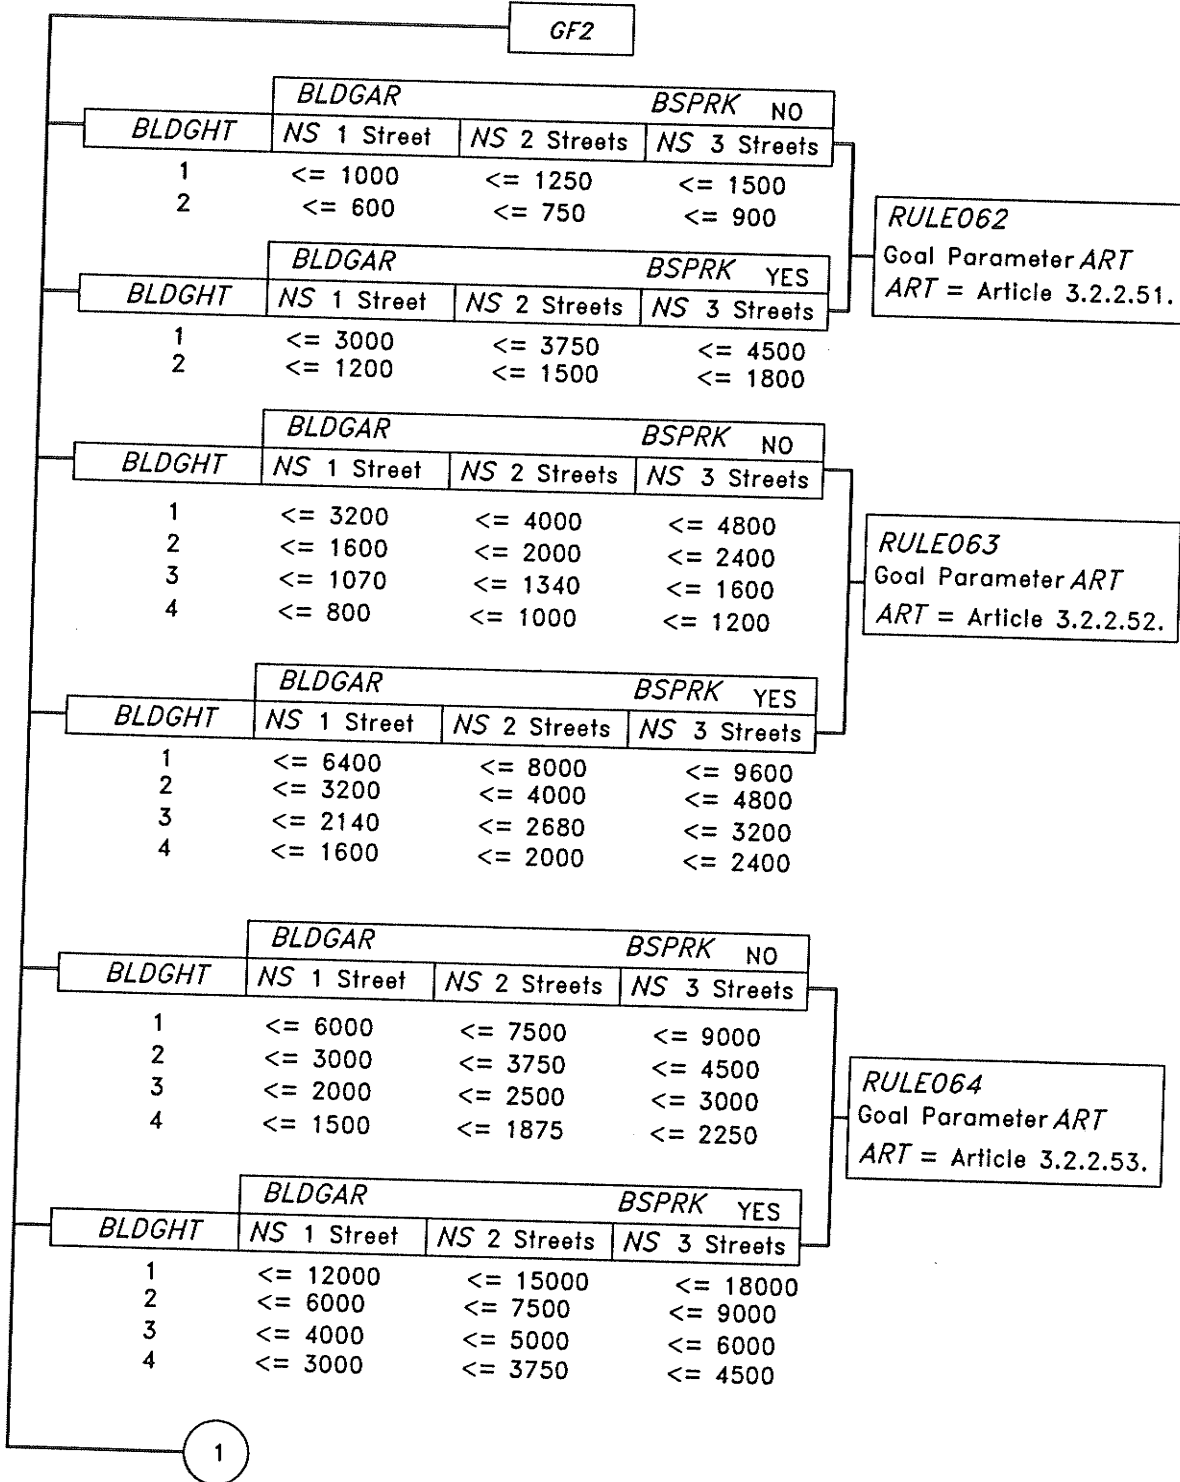 GF2
BLDGAR BSPRK NO
BLDGHT NS 1 Street NS 2 Streets NS 3 Streets
1 <= 1000 <= 1250 <= 1500
2 <= 600 <= 750 <= 900
RULE062
Goal Parameter ART
ART = Article 3.2.2.51.
BLDGAR BSPRK YES
BLDGHT NS 1 Street NS 2 Streets NS 3 Streets
1 <= 3000 <= 3750 <= 4500
2 <= 1200 <= 1500 <= 1800
BLDGAR BSPRK NO
BLDGHT NS 1 Street NS 2 Streets NS 3 Streets
1 <= 3200 <= 4000 <= 4800
2 <= 1600 <= 2000 <= 2400
3 <= 1070 <= 1340 <= 1600
4 <= 800 <= 1000 <= 1200
RULE063
Goal Parameter ART
ART = Article 3.2.2.52.
BLDGAR BSPRK YES
BLDGHT NS 1 Street NS 2 Streets NS 3 Streets
1 <= 6400 <= 8000 <= 9600
2 <= 3200 <= 4000 <= 4800
3 <= 2140 <= 2680 <= 3200
4 <= 1600 <= 2000 <= 2400
BLDGAR BSPRK NO
BLDGHT NS 1 Street NS 2 Streets NS 3 Streets
1 <= 6000 <= 7500 <= 9000
2 <= 3000 <= 3750 <= 4500
3 <= 2000 <= 2500 <= 3000
4 <= 1500 <= 1875 <= 2250
RULE064
Goal Parameter ART
ART = Article 3.2.2.53.
BLDGAR BSPRK YES
BLDGHT NS 1 Street NS 2 Streets NS 3 Streets
1 <= 12000 <= 15000 <= 18000
2 <= 6000 <= 7500 <= 9000
3 <= 4000 <= 5000 <= 6000
4 <= 3000 <= 3750 <= 4500
1